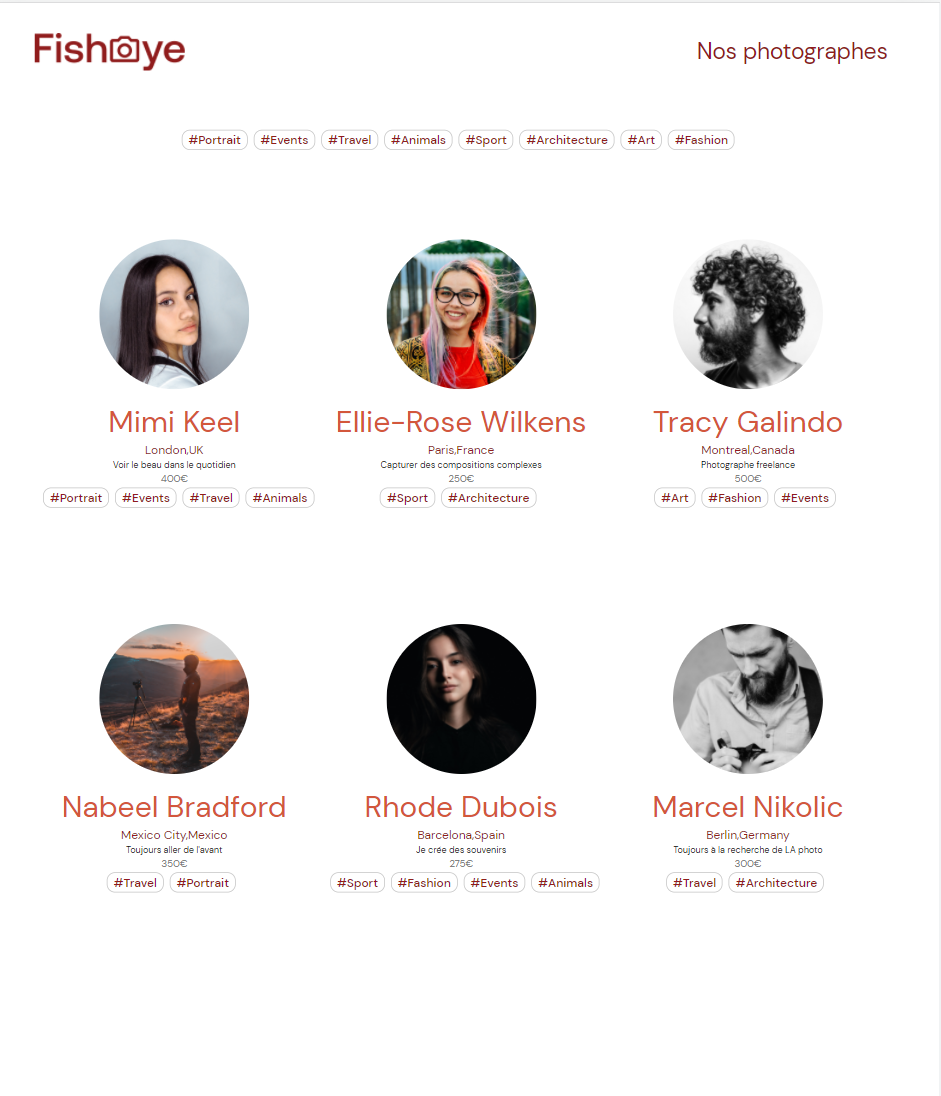 Fisheye
Nos photographes
#Portrait #Events #Travel #Animals #Sport #Architecture #Art #Fashion
Mimi Keel
London,UK
Voir le beau dans le quotidien
400€
#Portrait #Events #Travel #Animals
Ellie-Rose Wilkens
Paris,France
Capturer des compositions complexes
250€
#Sport #Architecture
Tracy Galindo
Montreal,Canada
Photographe freelance
500€
#Art #Fashion #Events
Nabeel Bradford
Mexico City,Mexico
Toujours aller de l'avant
350€
#Travel #Portrait
Rhode Dubois
Barcelona,Spain
Je crée des souvenirs
275€
#Sport #Fashion #Events #Animals
Marcel Nikolic
Berlin,Germany
Toujours à la recherche de LA photo
300€
#Travel #Architecture